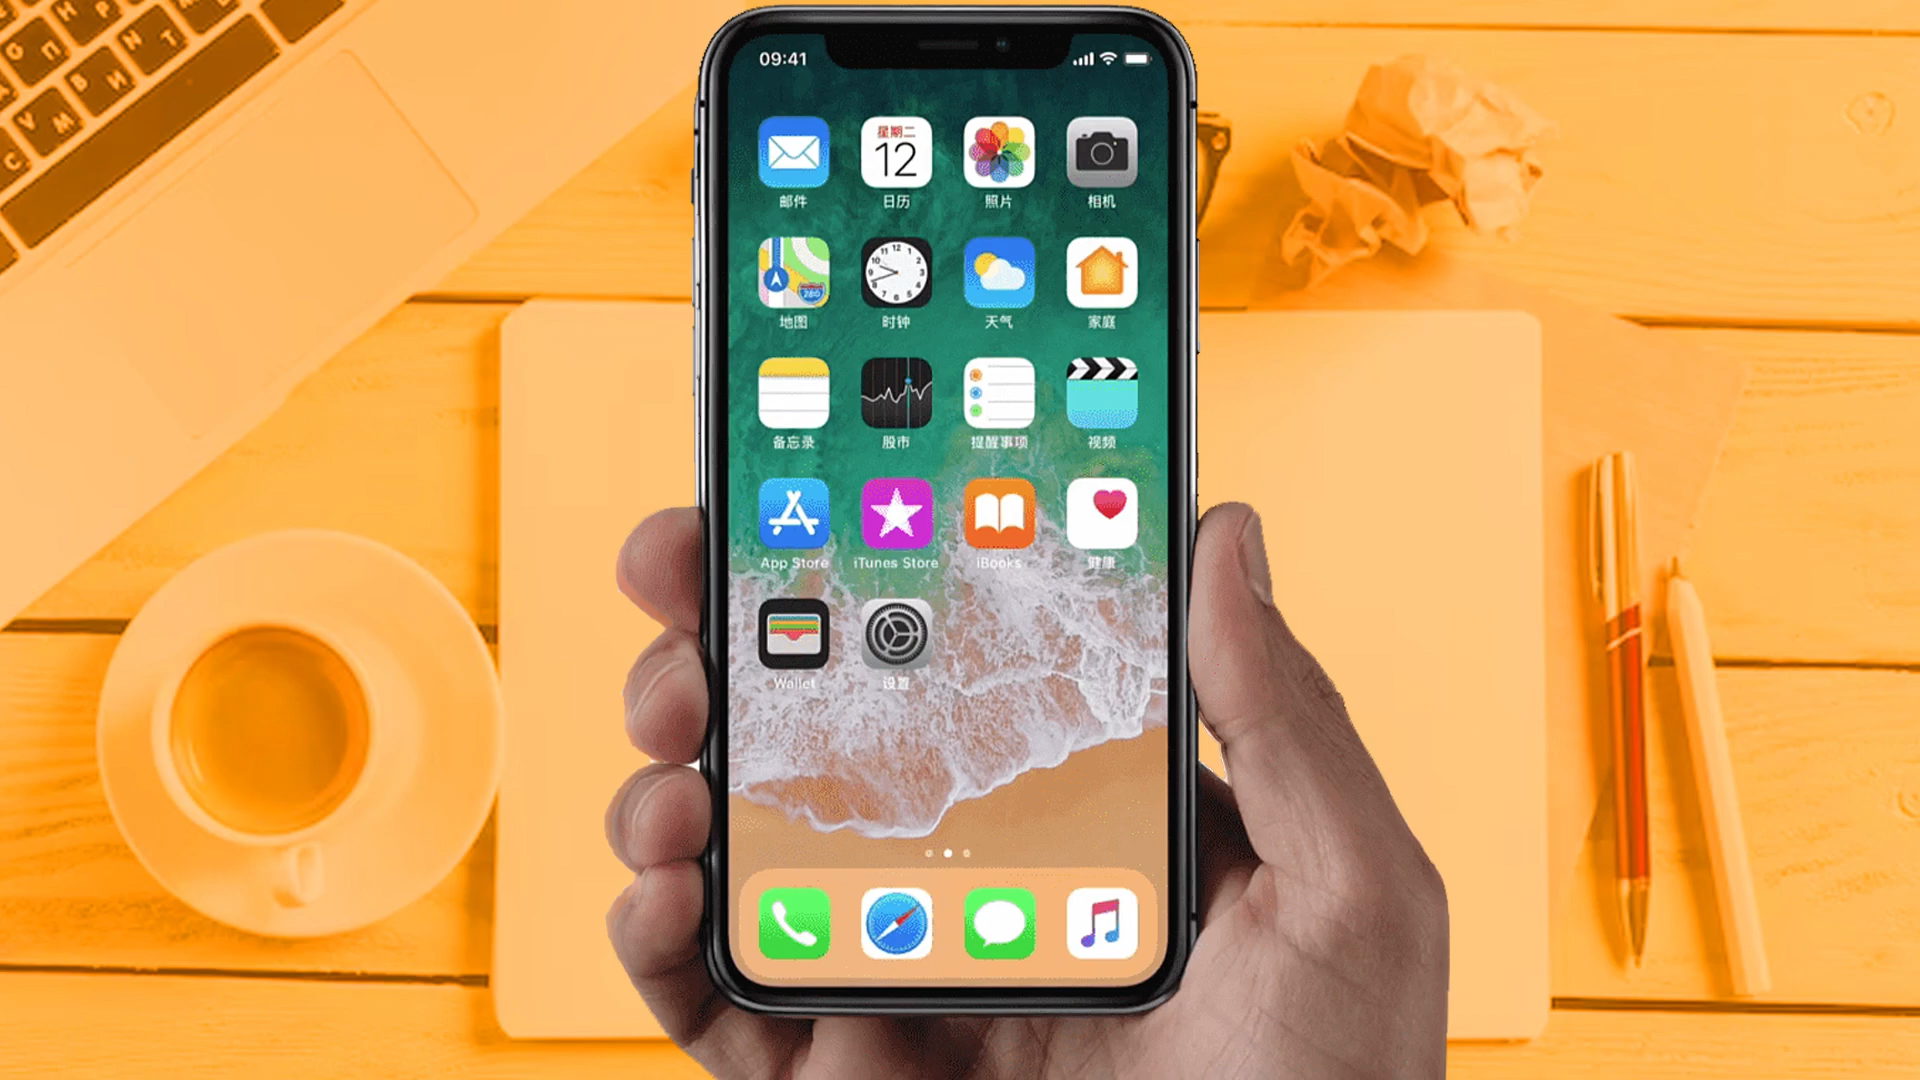 09:41
星期二
12
邮件
日历
照片
相机
280
地图
时钟
天气
家庭
备忘录
股市
提醒事项
视频
App Store
iTunes Store
iBooks
健康
Wallet
设置